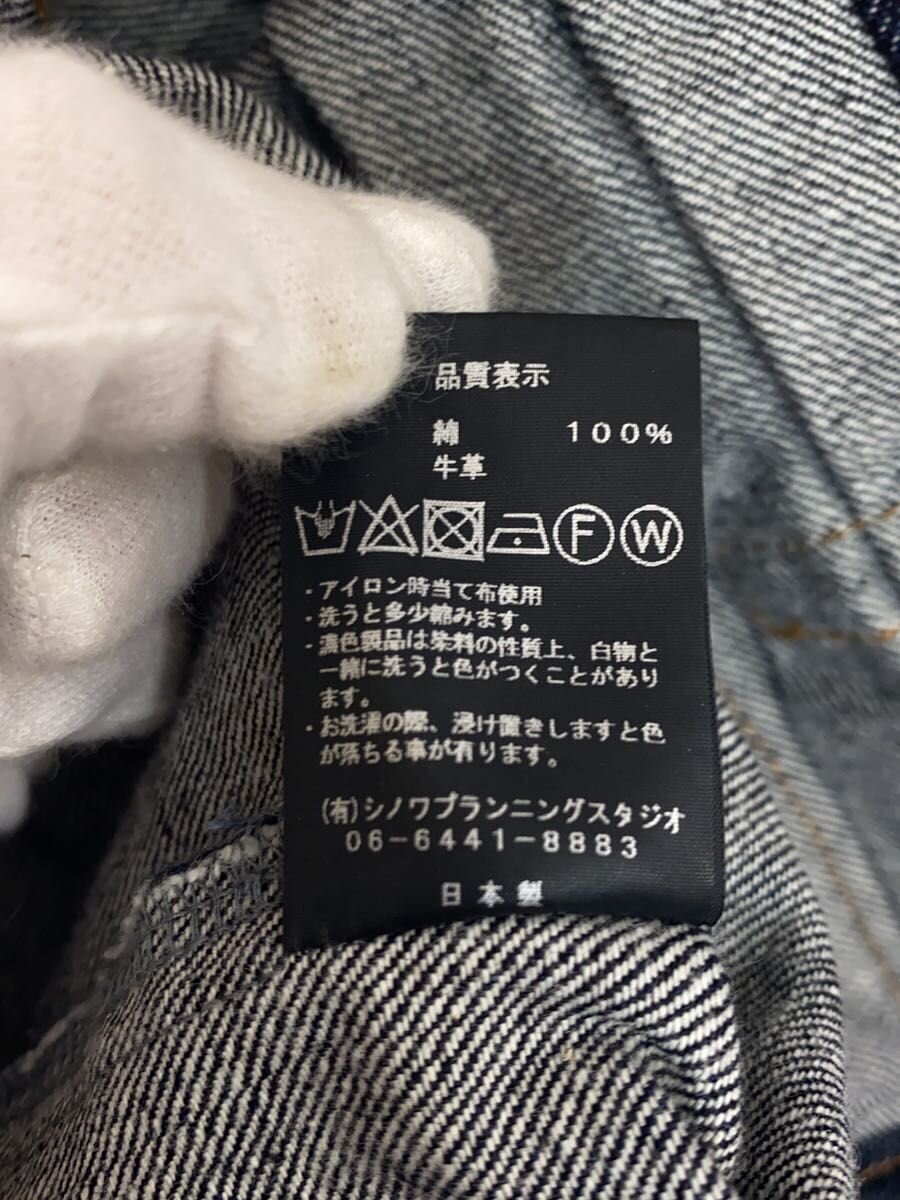 品質表示
綿 100%
牛革
F W
・アイロン時当て布使用
・洗うと多少縮みます。
・濃色製品は染料の性質上、白物と
一緒に洗うと色がつくことがあり
ます。
・お洗濯の際、浸け置きしますと色
が落ちる事が有ります。
(有)シノワプランニングスタジオ
06-6441-8883
日本製